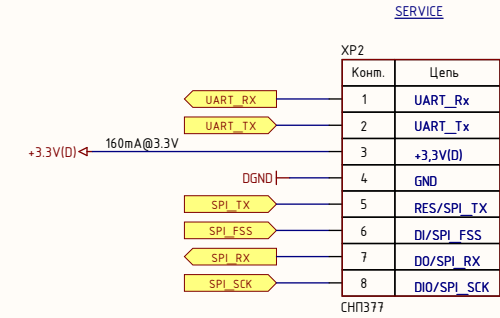 SERVICE
XP2
Конт. Цепь
UART_RX 1 UART_Rx
UART_TX 2 UART_Tx
+3.3V(D) 160mA@3.3V 3 +3,3V(D)
DGND 4 GND
SPI_TX 5 RES/SPI_TX
SPI_FSS 6 DI/SPI_FSS
SPI_RX 7 DO/SPI_RX
SPI_SCK 8 DIO/SPI_SCK
СНП377